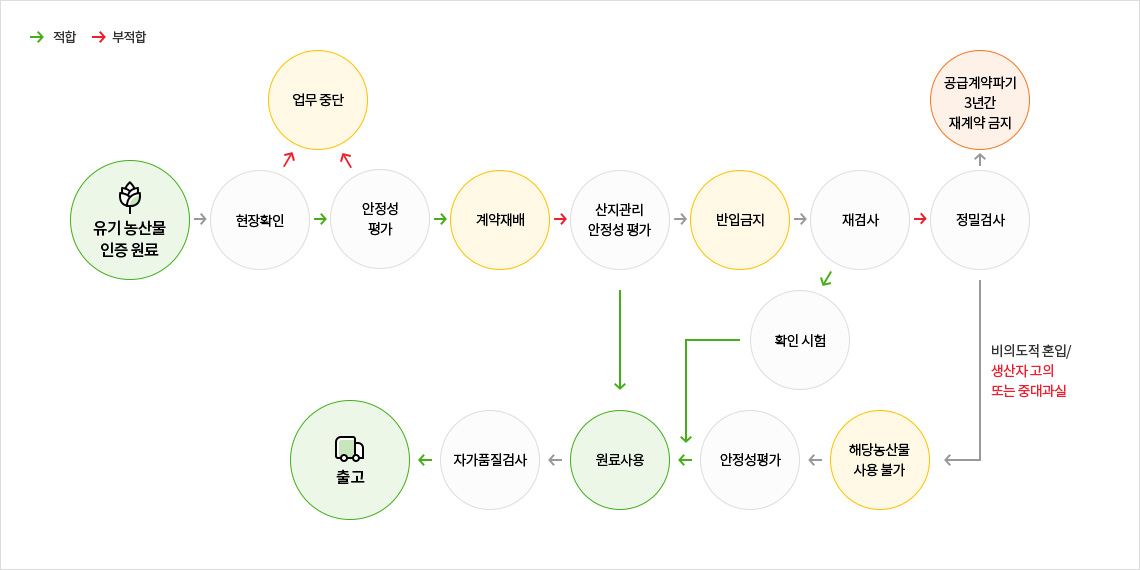 적합
부적합
업무 중단
공급계약파기
3년간
재계약 금지
유기 농산물
인증 원료
현장확인
안정성
평가
계약재배
산지관리
안정성 평가
반입금지
재검사
정밀검사
확인 시험
비의도적 혼입/
생산자 고의
또는 중대과실
출고
자가품질검사
원료사용
안정성평가
해당농산물
사용 불가